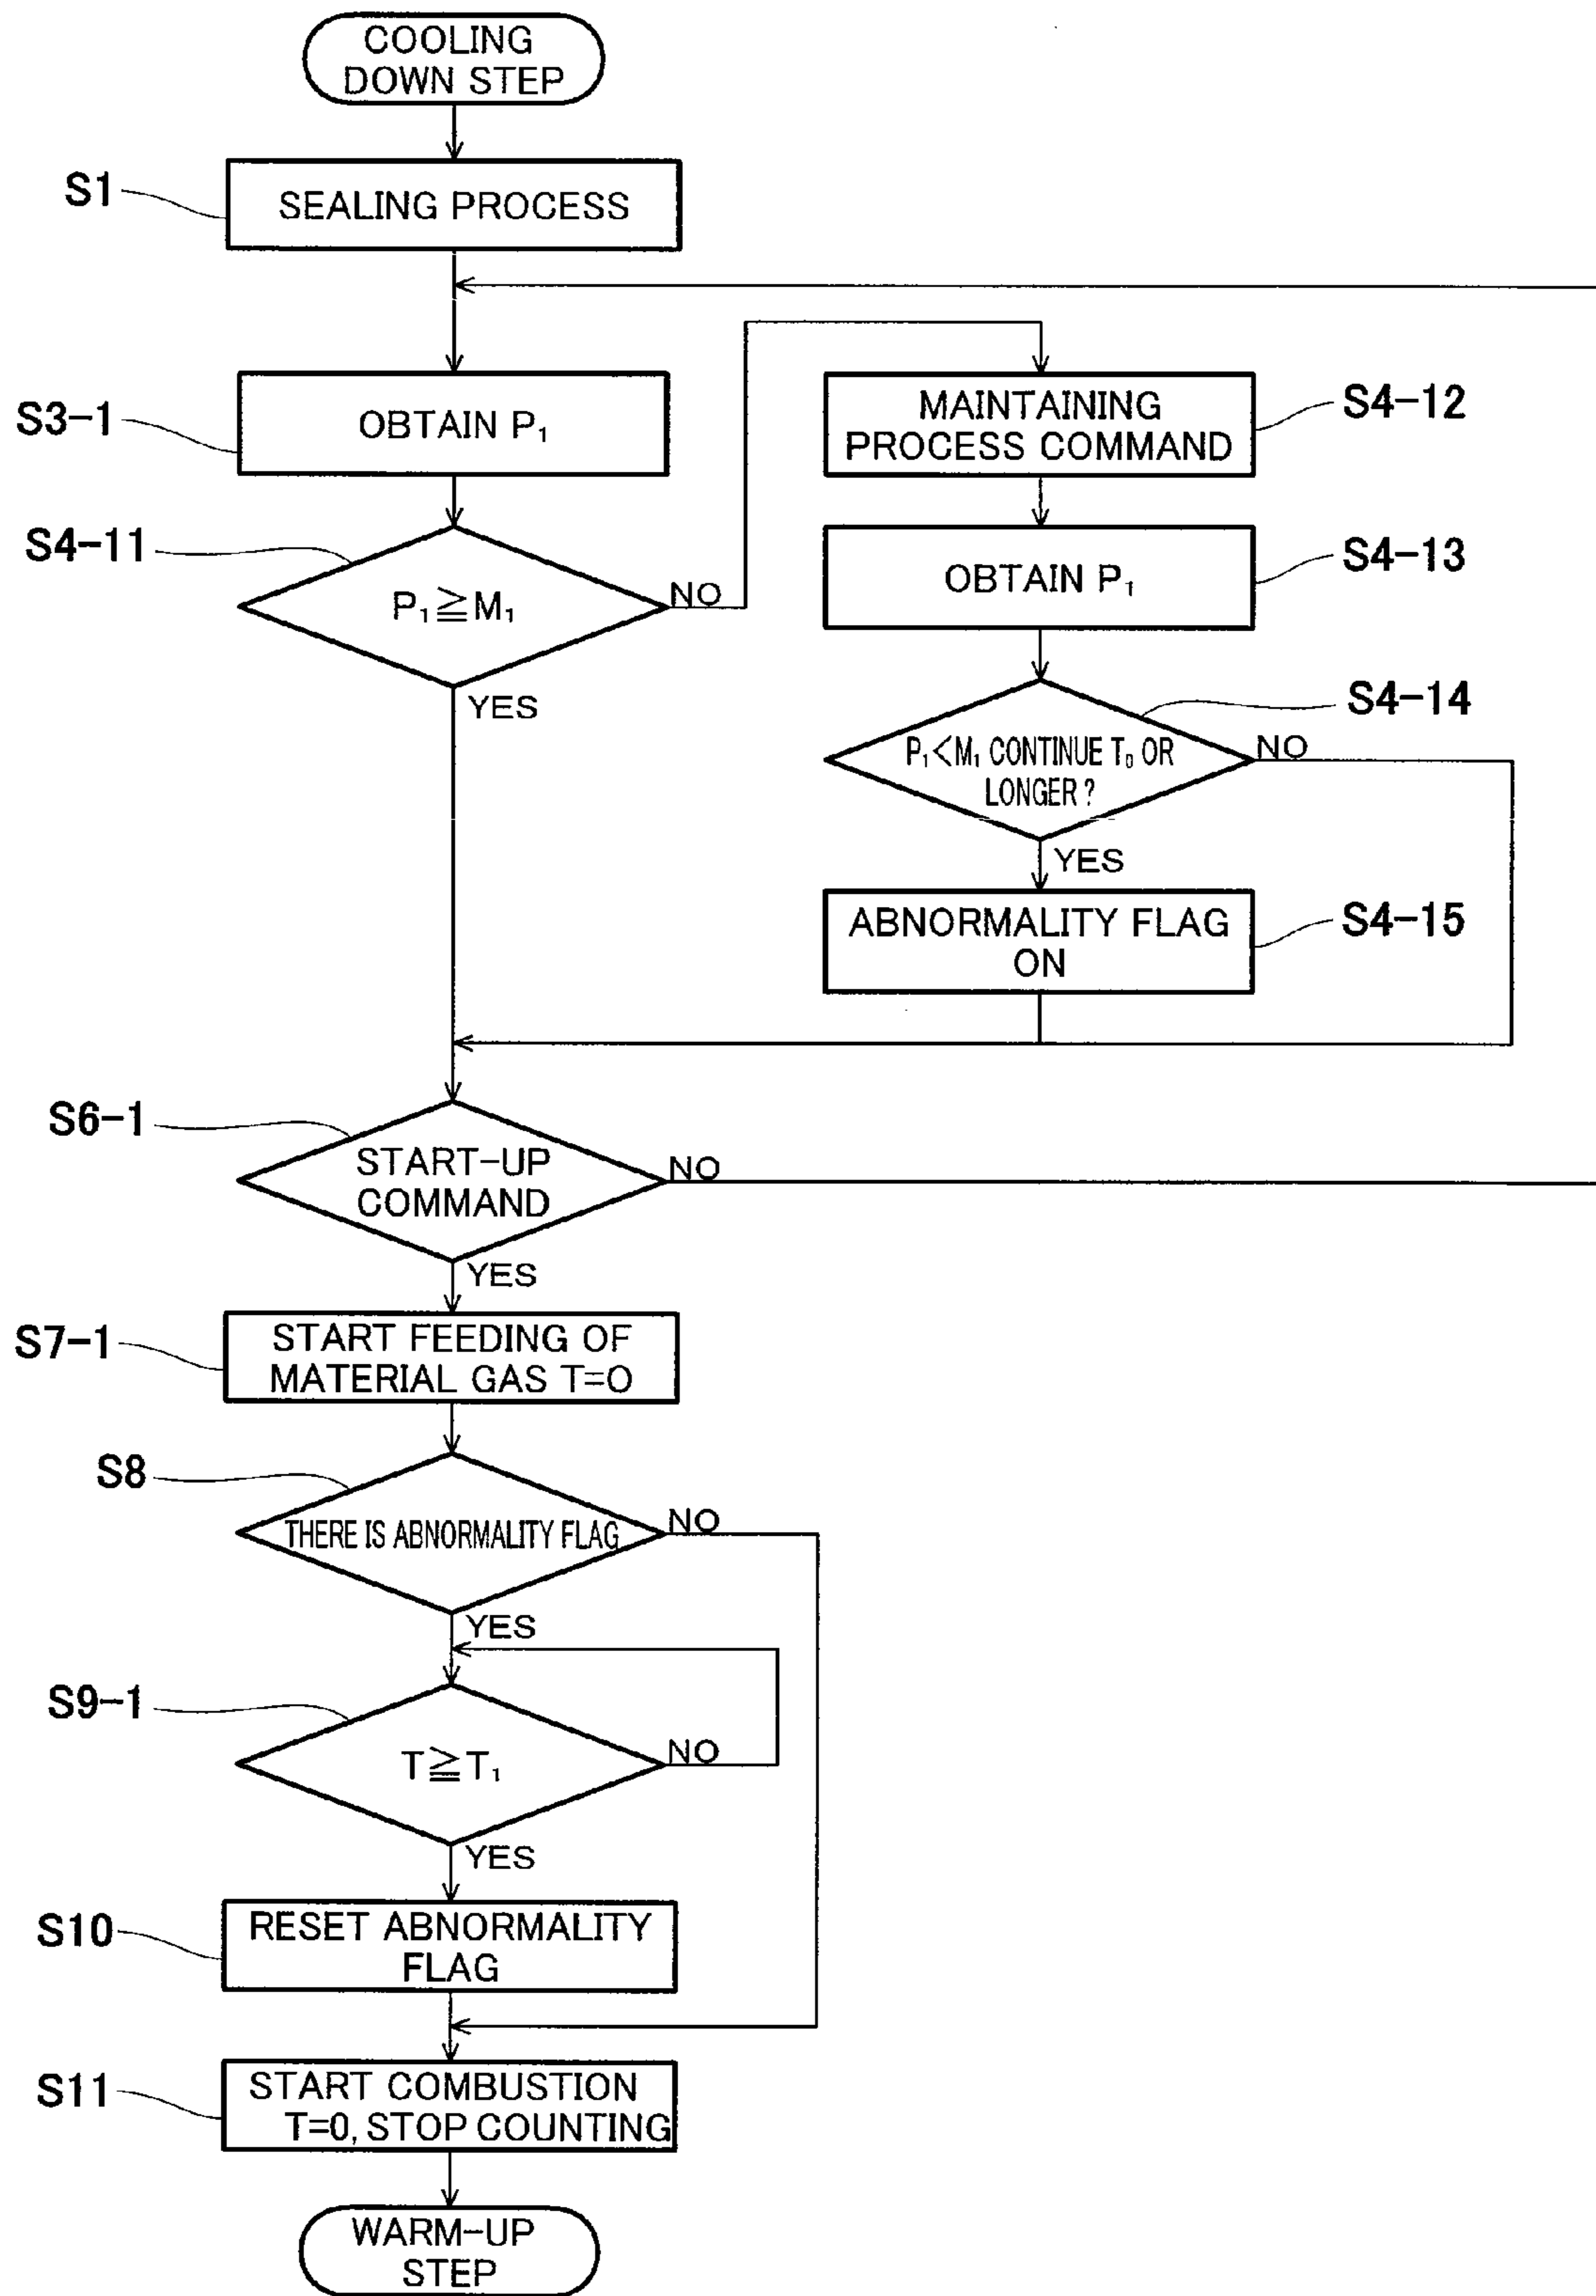 COOLING
DOWN STEP
S1
SEALING PROCESS
S3-1
OBTAIN P₁
S4-11
P₁≧M₁
NO
YES
MAINTAINING
PROCESS COMMAND
S4-12
OBTAIN P₁
S4-13
S4-14
P₁<M₁ CONTINUE T₀ OR
LONGER?
NO
YES
ABNORMALITY FLAG
ON
S4-15
S6-1
START-UP
COMMAND
NO
YES
S7-1
START FEEDING OF
MATERIAL GAS T=0
S8
THERE IS ABNORMALITY FLAG
NO
YES
S9-1
T≧T₁
NO
YES
S10
RESET ABNORMALITY
FLAG
S11
START COMBUSTION
T=0, STOP COUNTING
WARM-UP
STEP